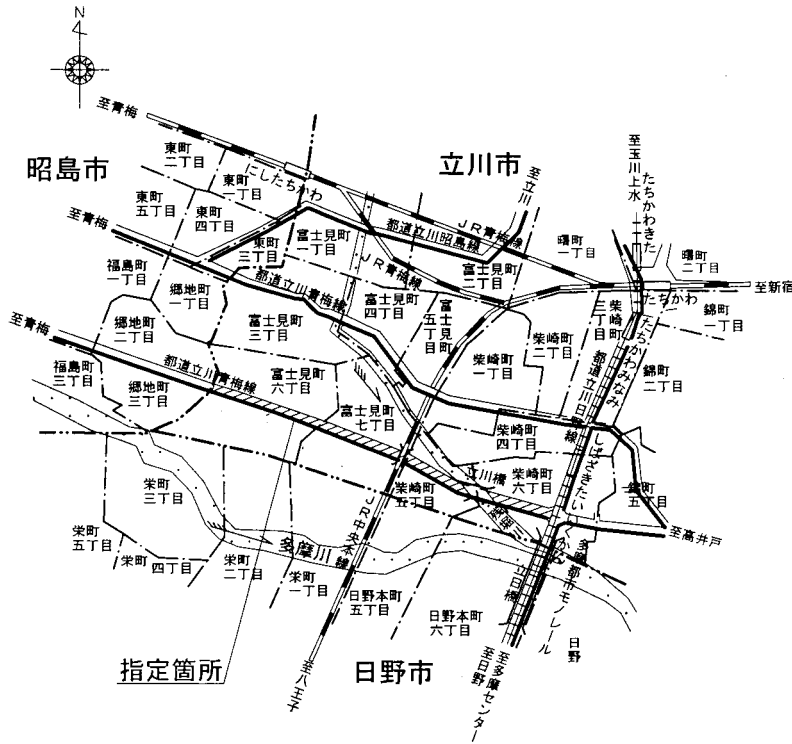 N
至青梅
昭島市
立川市
東町
二丁目
東町
一丁目
にしたちかわ
至立川
至玉川上水
たちかわきた
東町
五丁目
東町
四丁目
至青梅
東町
三丁目
富士見町
一丁目
都道立川昭島線
JR青梅線
曙町
一丁目
曙町
二丁目
福島町
一丁目
郷地町
一丁目
都道立川青梅線
JR青梅線
富士見町
二丁目
至新宿
たちかわ
錦町
一丁目
富士見町
四丁目
富士見町
五丁目
柴崎町
三丁目
至青梅
郷地町
二丁目
富士見町
三丁目
柴崎町
二丁目
たちかわみなみ
福島町
三丁目
都道立川青梅線
富士見町
六丁目
柴崎町
一丁目
都道立川日野線
錦町
二丁目
郷地町
三丁目
富士見町
七丁目
柴崎町
四丁目
しばざきたい
立川橋
柴崎町
六丁目
錦町
五丁目
栄町
三丁目
柴崎町
五丁目
至高井戸
栄町
五丁目
栄町
四丁目
栄町
二丁目
多摩川
栄町
一丁目
JR中央本線
日野本町
五丁目
日野本町
六丁目
立日橋
多摩都市モノレール
日野
指定箇所
日野市
至八王子
至日野
至多摩センター